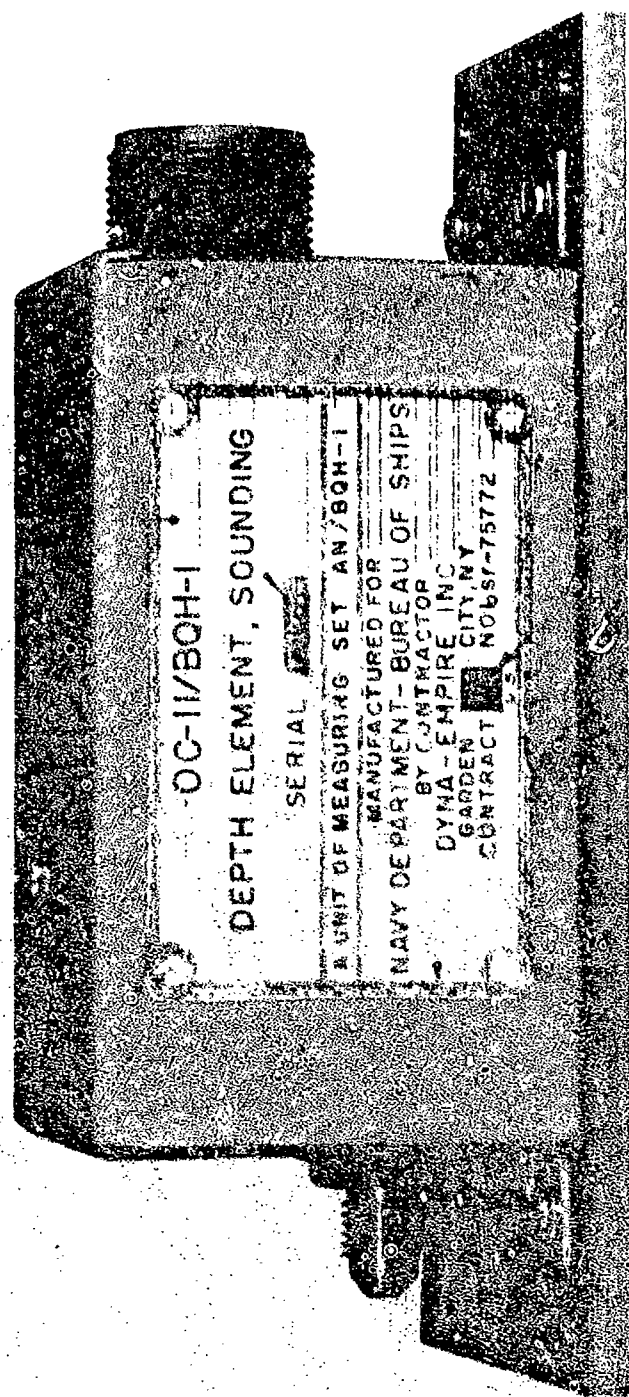 OC-11/BQH-1
DEPTH ELEMENT, SOUNDING
SERIAL
A UNIT OF MEASURING SET AN/BQH-1
MANUFACTURED FOR
NAVY DEPARTMENT-BUREAU OF SHIPS
BY CONTRACTOR
DYNA-EMPIRE INC
GARDEN CITY, NY
CONTRACT NObsr-75772